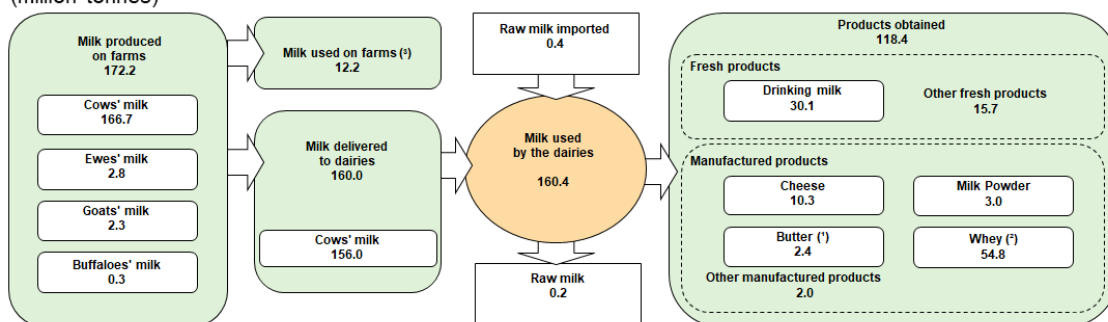 (million tonnes)
Milk produced
on farms
172.2
Cows' milk
166.7
Ewes' milk
2.8
Goats' milk
2.3
Buffaloes' milk
0.3
Milk used on farms (³)
12.2
Milk delivered
to dairies
160.0
Cows' milk
156.0
Raw milk imported
0.4
Milk used
by the dairies
160.4
Raw milk
0.2
Products obtained
118.4
Fresh products
Drinking milk
30.1
Other fresh products
15.7
Manufactured products
Cheese
10.3
Milk Powder
3.0
Butter (¹)
2.4
Whey (²)
54.8
Other manufactured products
2.0